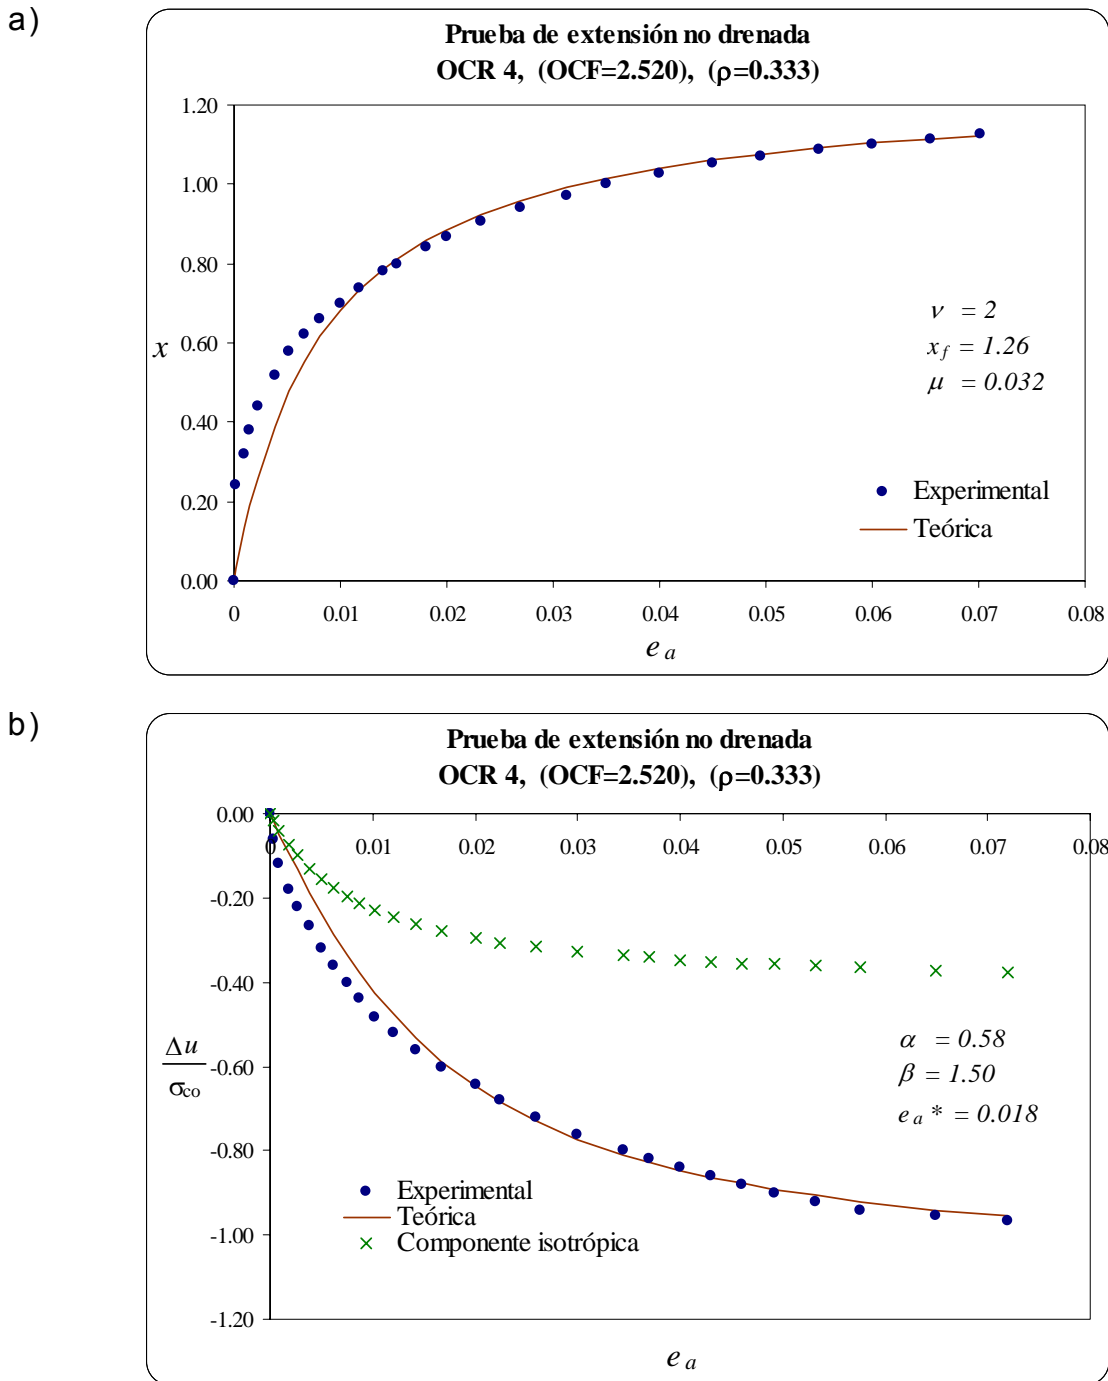 a)
Prueba de extensión no drenada
OCR 4, (OCF=2.520), (ρ=0.333)
1.20
1.00
0.80
0.60
0.40
0.20
0.00
x
ν = 2
x_f = 1.26
μ = 0.032
Experimental
Teórica
0 0.01 0.02 0.03 0.04 0.05 0.06 0.07 0.08
e a
b)
Prueba de extensión no drenada
OCR 4, (OCF=2.520), (ρ=0.333)
0.00
0 0.01 0.02 0.03 0.04 0.05 0.06 0.07 0.08
-0.20
-0.40
-0.60
-0.80
-1.00
-1.20
Δu
σco
α = 0.58
β = 1.50
e a * = 0.018
Experimental
Teórica
Componente isotrópica
e a